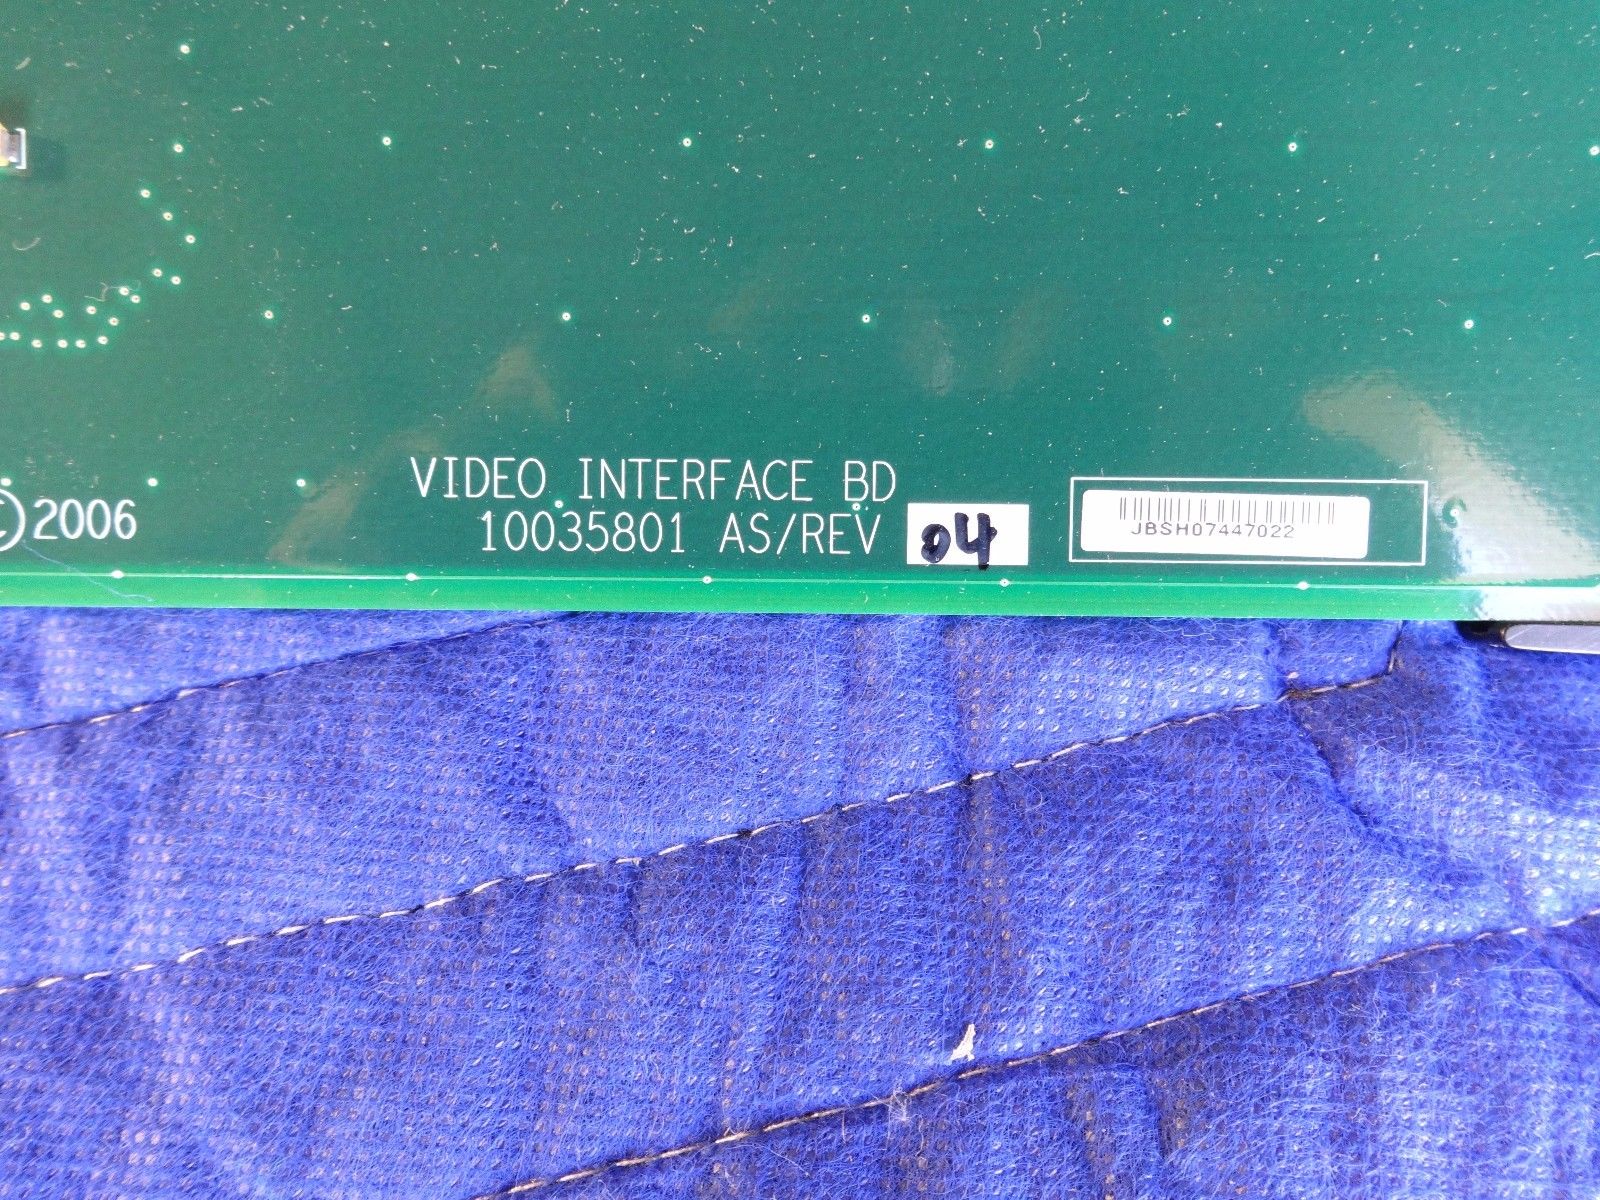 ©2006
VIDEO INTERFACE BD
10035801 AS/REV 04
JBSH07447022